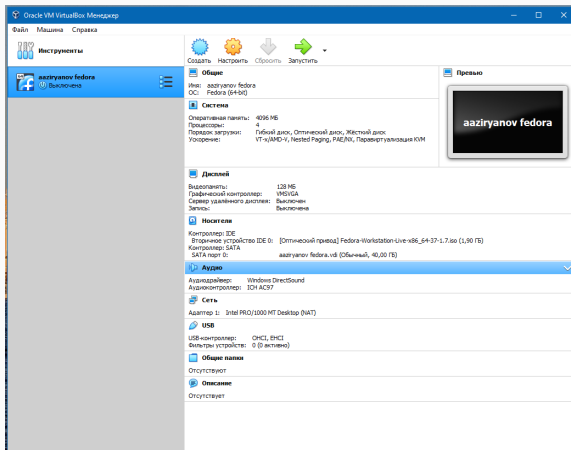 Oracle VM VirtualBox Менеджер
Файл Машина Справка
Инструменты
Создать Настроить Сбросить Запустить
64
aaziryanov fedora
Выключена
Общие
Имя: aaziryanov fedora
ОС: Fedora (64-bit)
Система
Оперативная память: 4096 МБ
Процессоры: 4
Порядок загрузки: Гибкий диск, Оптический диск, Жёсткий диск
Ускорение: VT-x/AMD-V, Nested Paging, PAE/NX, Паравиртуализация KVM
Превью
aaziryanov fedora
Дисплей
Видеопамять: 128 МБ
Графический контроллер: VMSVGA
Сервер удалённого дисплея: Выключен
Запись: Выключена
Носители
Контроллер: IDE
Вторичное устройство IDE 0: [Оптический привод] Fedora-Workstation-Live-x86_64-37-1.7.iso (1,90 ГБ)
Контроллер: SATA
SATA порт 0: aaziryanov fedora.vdi (Обычный, 40,00 ГБ)
Аудио
Аудиодрайвер: Windows DirectSound
Аудиоконтроллер: ICH AC97
Сеть
Адаптер 1: Intel PRO/1000 MT Desktop (NAT)
USB
USB-контроллер: OHCI, EHCI
Фильтры устройств: 0 (0 активно)
Общие папки
Отсутствуют
Описание
Отсутствует